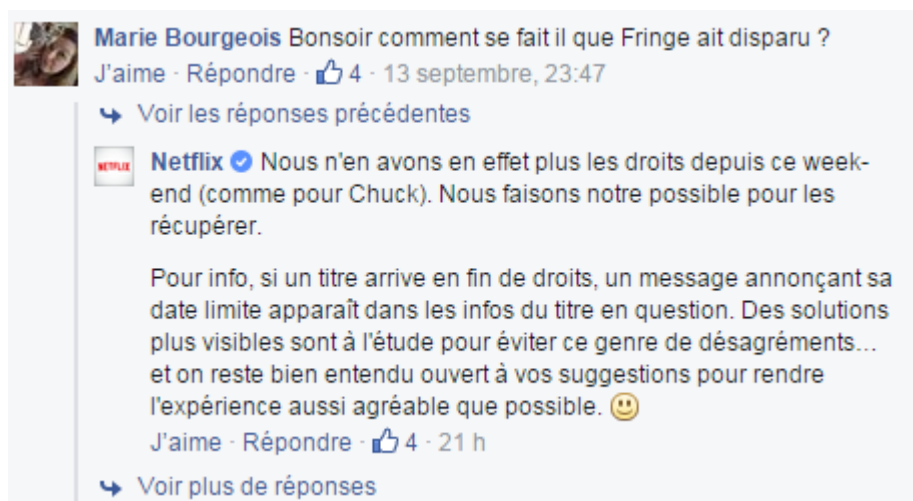 Marie Bourgeois Bonsoir comment se fait il que Fringe ait disparu ?
J'aime · Répondre · 4 · 13 septembre, 23:47
Voir les réponses précédentes
NETFLIX
Netflix Nous n'en avons en effet plus les droits depuis ce week-
end (comme pour Chuck). Nous faisons notre possible pour les
récupérer.
Pour info, si un titre arrive en fin de droits, un message annonçant sa
date limite apparaît dans les infos du titre en question. Des solutions
plus visibles sont à l'étude pour éviter ce genre de désagréments...
et on reste bien entendu ouvert à vos suggestions pour rendre
l'expérience aussi agréable que possible.
J'aime · Répondre · 4 · 21 h
Voir plus de réponses